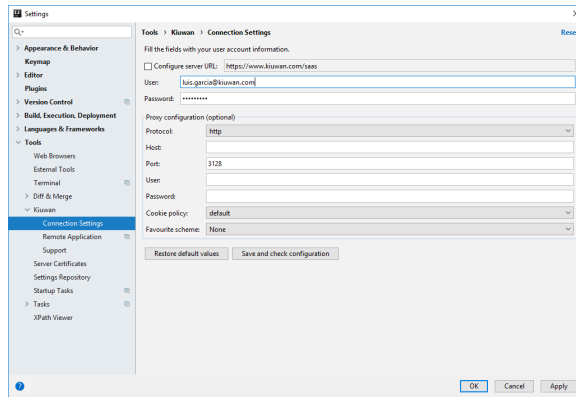 Settings
Appearance & Behavior
Keymap
Editor
Plugins
Version Control
Build, Execution, Deployment
Languages & Frameworks
Tools
Web Browsers
External Tools
Terminal
Diff & Merge
Kiuwan
Connection Settings
Remote Application
Support
Server Certificates
Settings Repository
Startup Tasks
Tasks
XPath Viewer
Tools › Kiuwan › Connection Settings Rese
Fill the fields with your user account information.
Configure server URL: https://www.kiuwan.com/saas
User: luis.garcia@kiuwan.com
Password: •••••••••
Proxy configuration (optional)
Protocol: http
Host:
Port: 3128
User:
Password:
Cookie policy: default
Favourite scheme: None
Restore default values Save and check configuration
? OK Cancel Apply